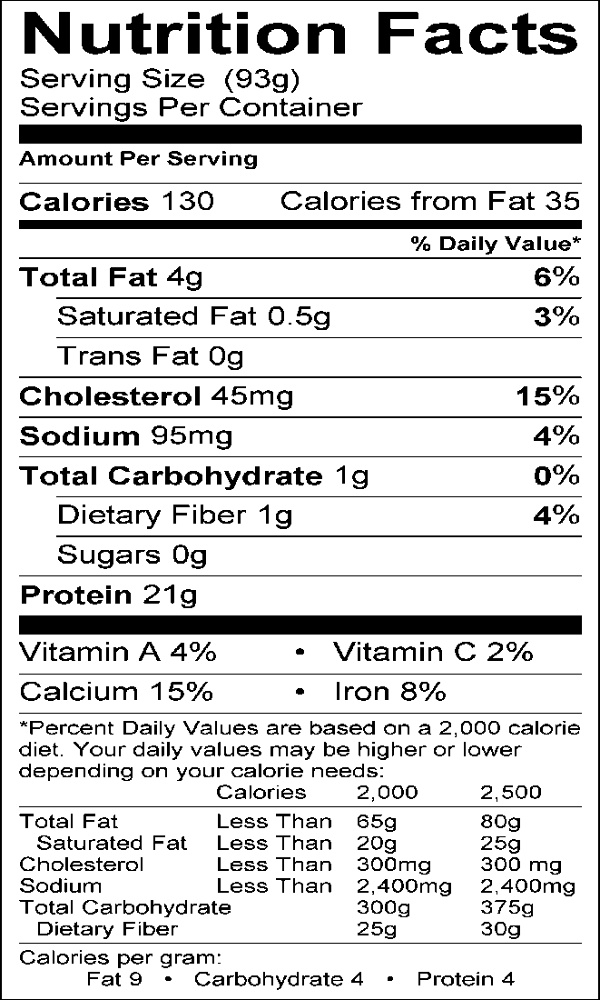 Nutrition Facts
Serving Size (93g)
Servings Per Container
Amount Per Serving
Calories 130 Calories from Fat 35
% Daily Value*
Total Fat 4g 6%
Saturated Fat 0.5g 3%
Trans Fat 0g
Cholesterol 45mg 15%
Sodium 95mg 4%
Total Carbohydrate 1g 0%
Dietary Fiber 1g 4%
Sugars 0g
Protein 21g
Vitamin A 4% • Vitamin C 2%
Calcium 15% • Iron 8%
*Percent Daily Values are based on a 2,000 calorie
diet. Your daily values may be higher or lower
depending on your calorie needs:
Calories 2,000 2,500
Total Fat Less Than 65g 80g
Saturated Fat Less Than 20g 25g
Cholesterol Less Than 300mg 300 mg
Sodium Less Than 2,400mg 2,400mg
Total Carbohydrate 300g 375g
Dietary Fiber 25g 30g
Calories per gram:
Fat 9 • Carbohydrate 4 • Protein 4